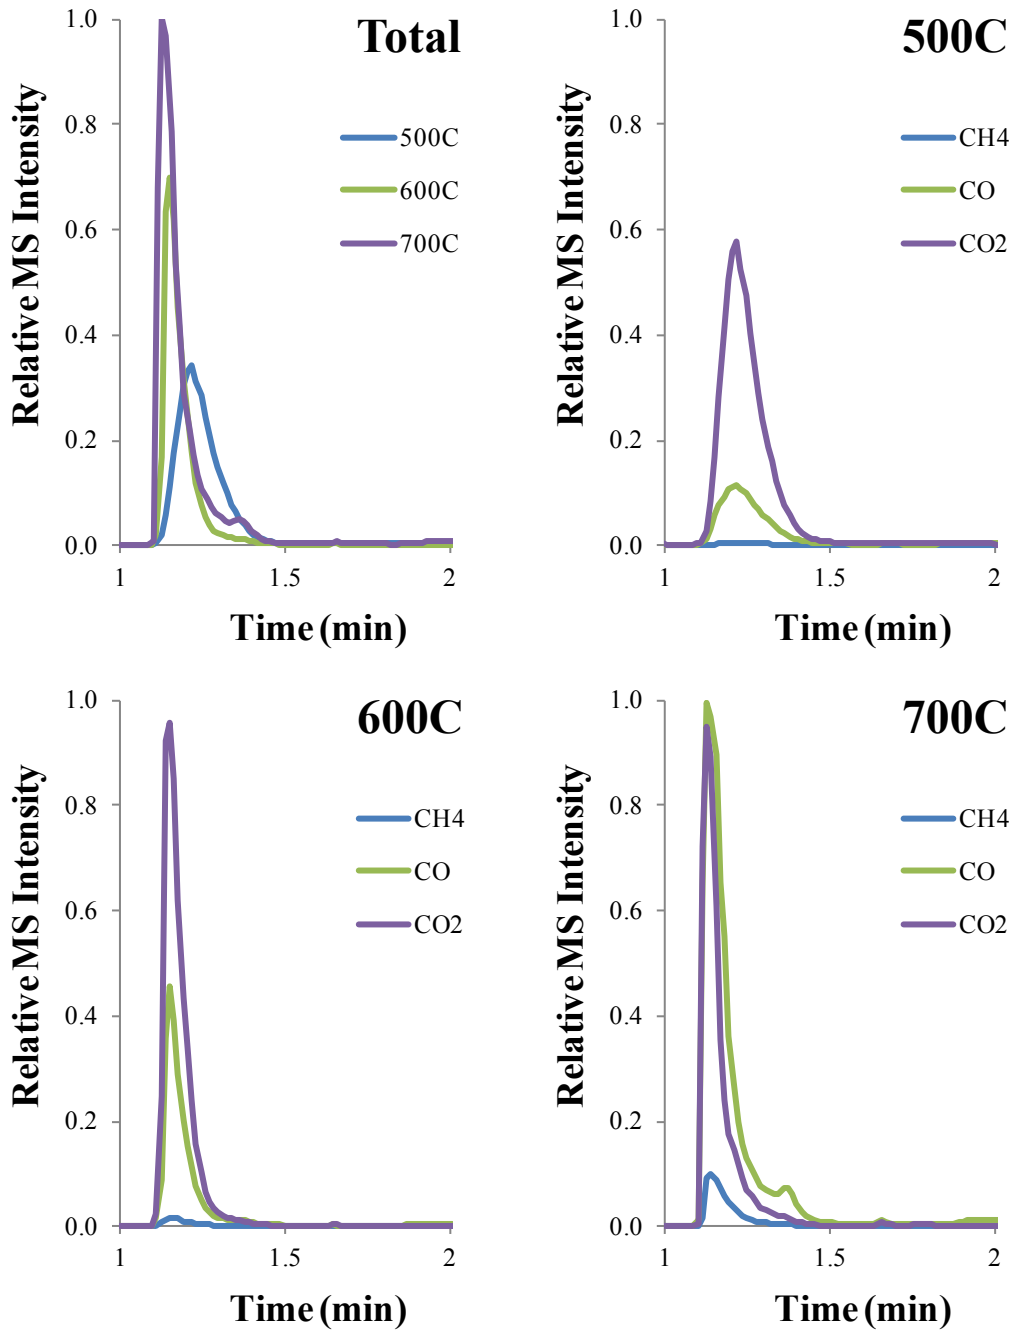 Total
Relative MS Intensity
1.0
0.8
0.6
0.4
0.2
0.0
500C
600C
700C
1
1.5
2
Time (min)
500C
Relative MS Intensity
1.0
0.8
0.6
0.4
0.2
0.0
CH4
CO
CO2
1
1.5
2
Time (min)
600C
Relative MS Intensity
1.0
0.8
0.6
0.4
0.2
0.0
CH4
CO
CO2
1
1.5
2
Time (min)
700C
Relative MS Intensity
1.0
0.8
0.6
0.4
0.2
0.0
CH4
CO
CO2
1
1.5
2
Time (min)